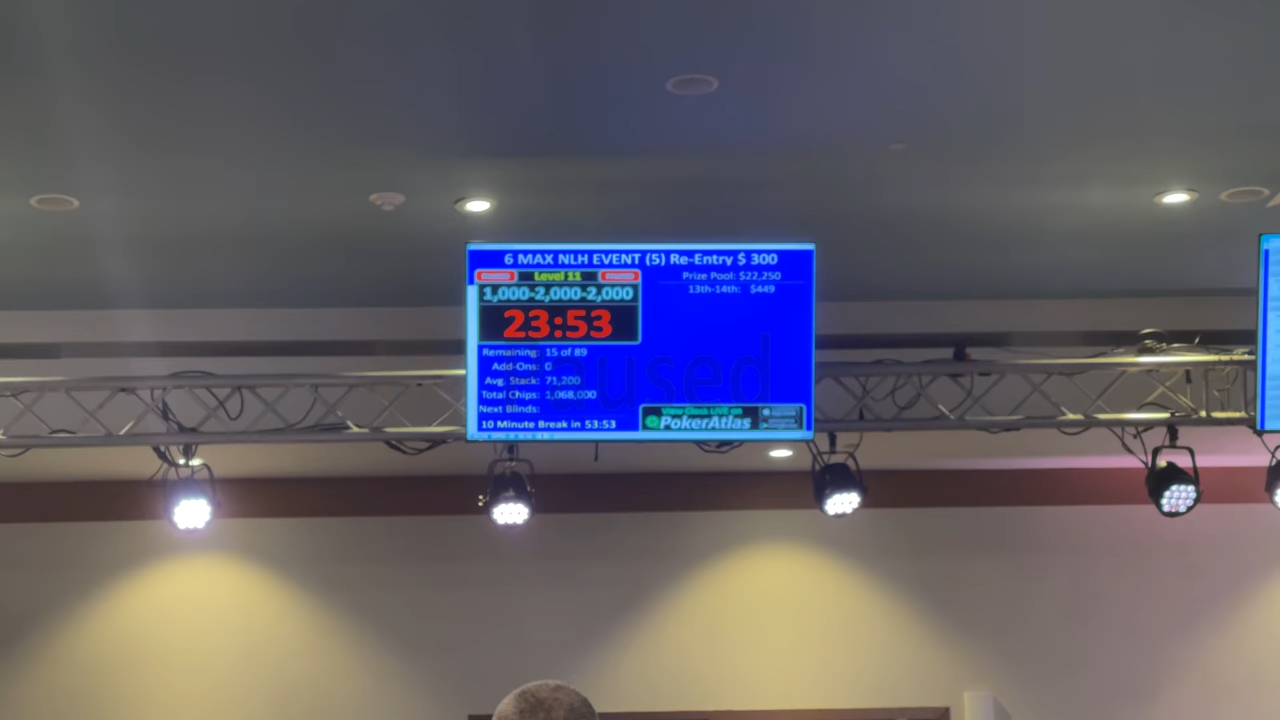 6 MAX NLH EVENT (5) Re-Entry $ 300
Level 11
1,000-2,000-2,000
23:53
Remaining: 15 of 89
Add-Ons: 0
Avg. Stack: 71,200
Total Chips: 1,068,000
Next Blinds:
10 Minute Break in 53:53
Prize Pool: $22,250
13th-14th: $449
aused
View Clock LIVE on
PokerAtlas